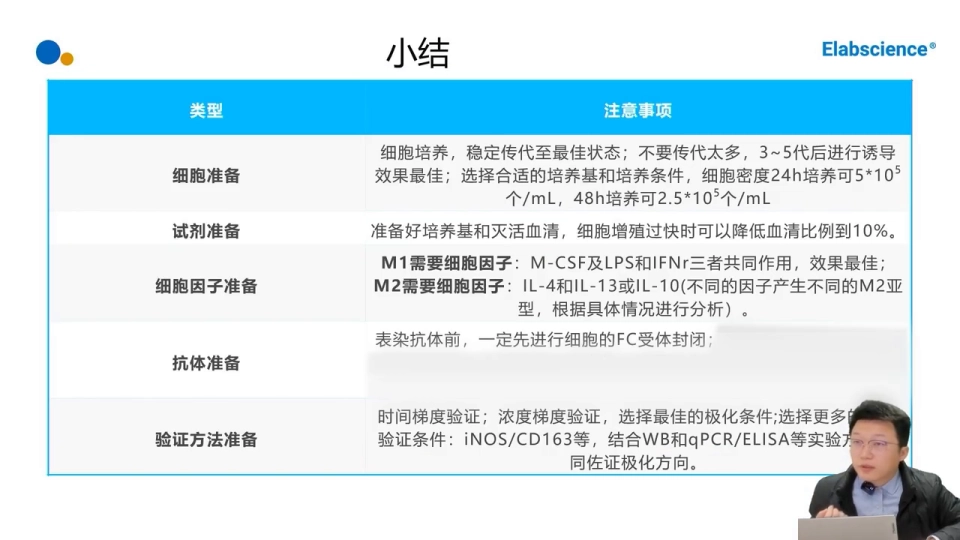 小结
Elabscience®
类型
注意事项
细胞准备
细胞培养，稳定传代至最佳状态；不要传代太多，3~5代后进行诱导
效果最佳；选择合适的培养基和培养条件，细胞密度24h培养可5*10⁵
个/mL，48h培养可2.5*10⁵个/mL
试剂准备
准备好培养基和灭活血清，细胞增殖过快时可以降低血清比例到10%。
细胞因子准备
M1需要细胞因子：M-CSF及LPS和IFNr三者共同作用，效果最佳；
M2需要细胞因子：IL-4和IL-13或IL-10(不同的因子产生不同的M2亚
型，根据具体情况进行分析）。
抗体准备
表染抗体前，一定先进行细胞的FC受体封闭；
验证方法准备
时间梯度验证；浓度梯度验证，选择最佳的极化条件;选择更多的
验证条件：iNOS/CD163等，结合WB和qPCR/ELISA等实验方
同佐证极化方向。